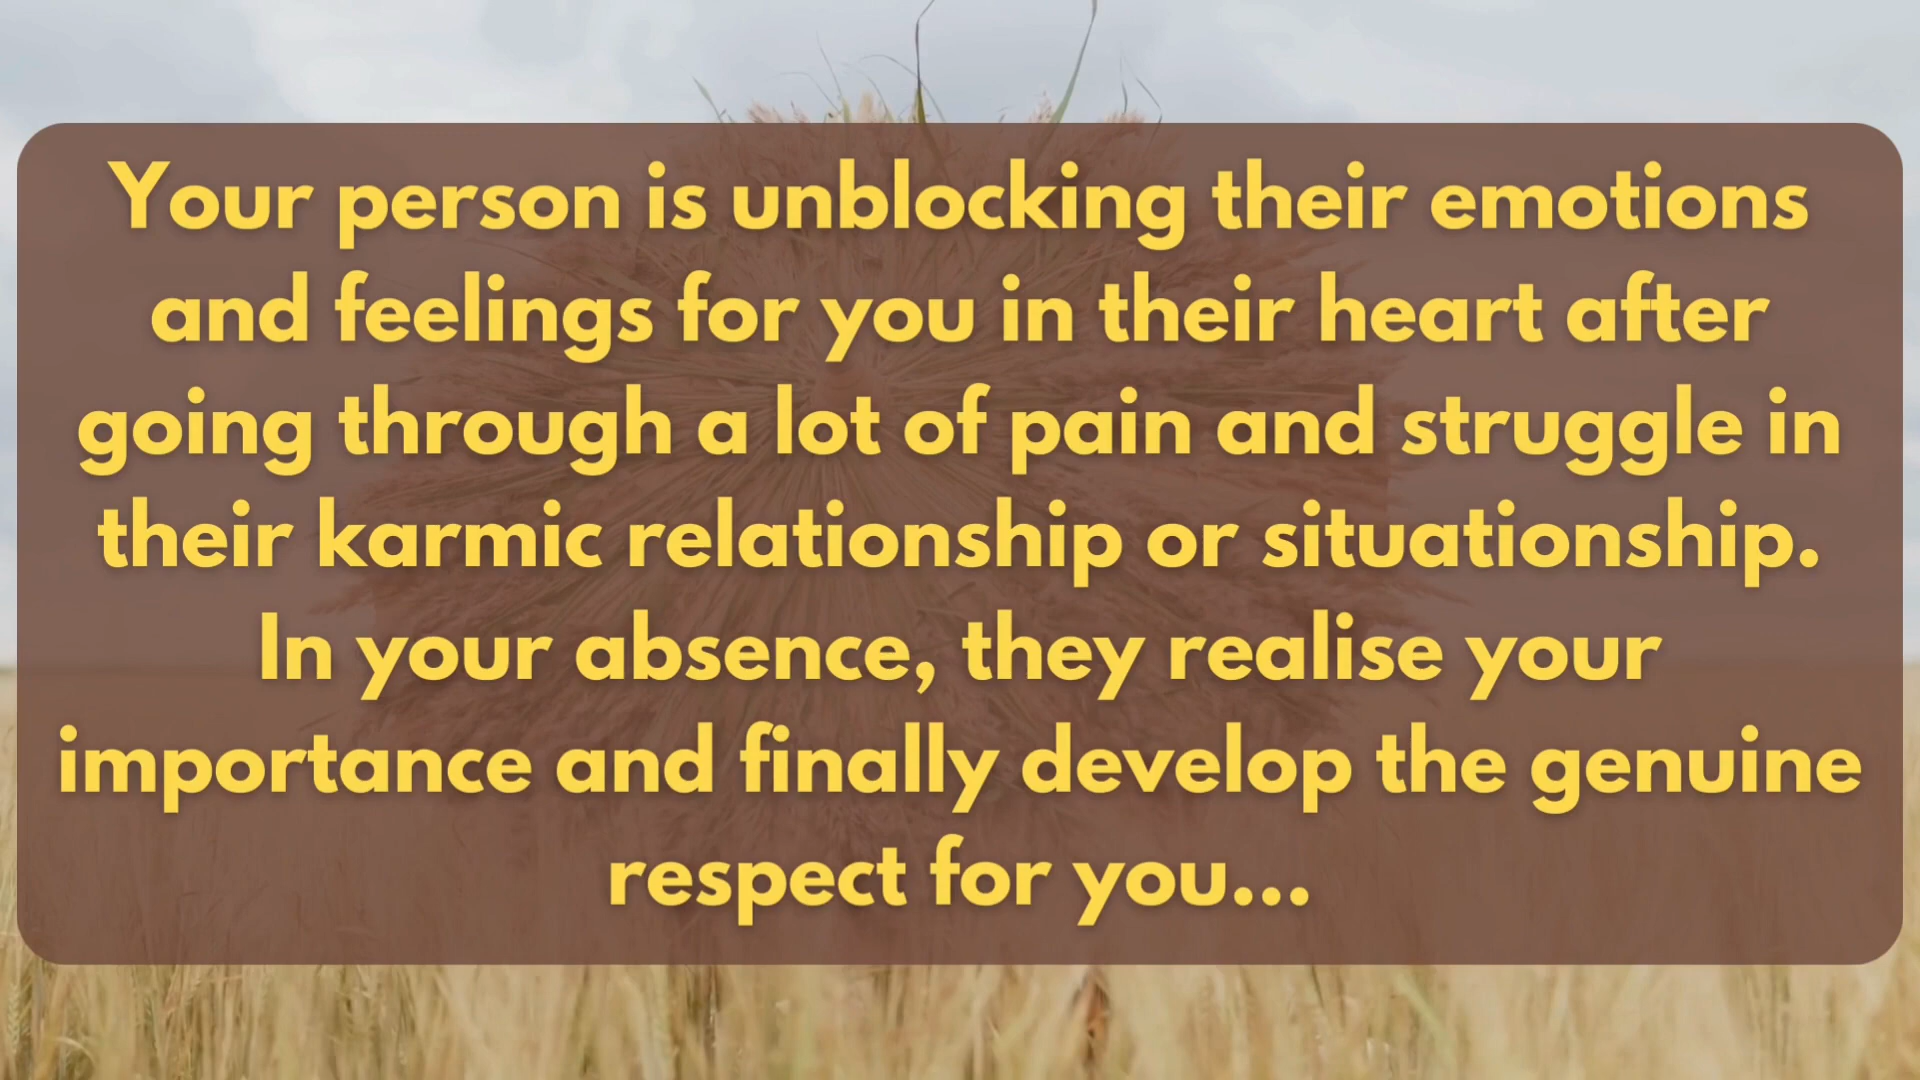 Your person is unblocking their emotions
and feelings for you in their heart after
going through a lot of pain and struggle in
their karmic relationship or situationship.
In your absence, they realise your
importance and finally develop the genuine
respect for you...